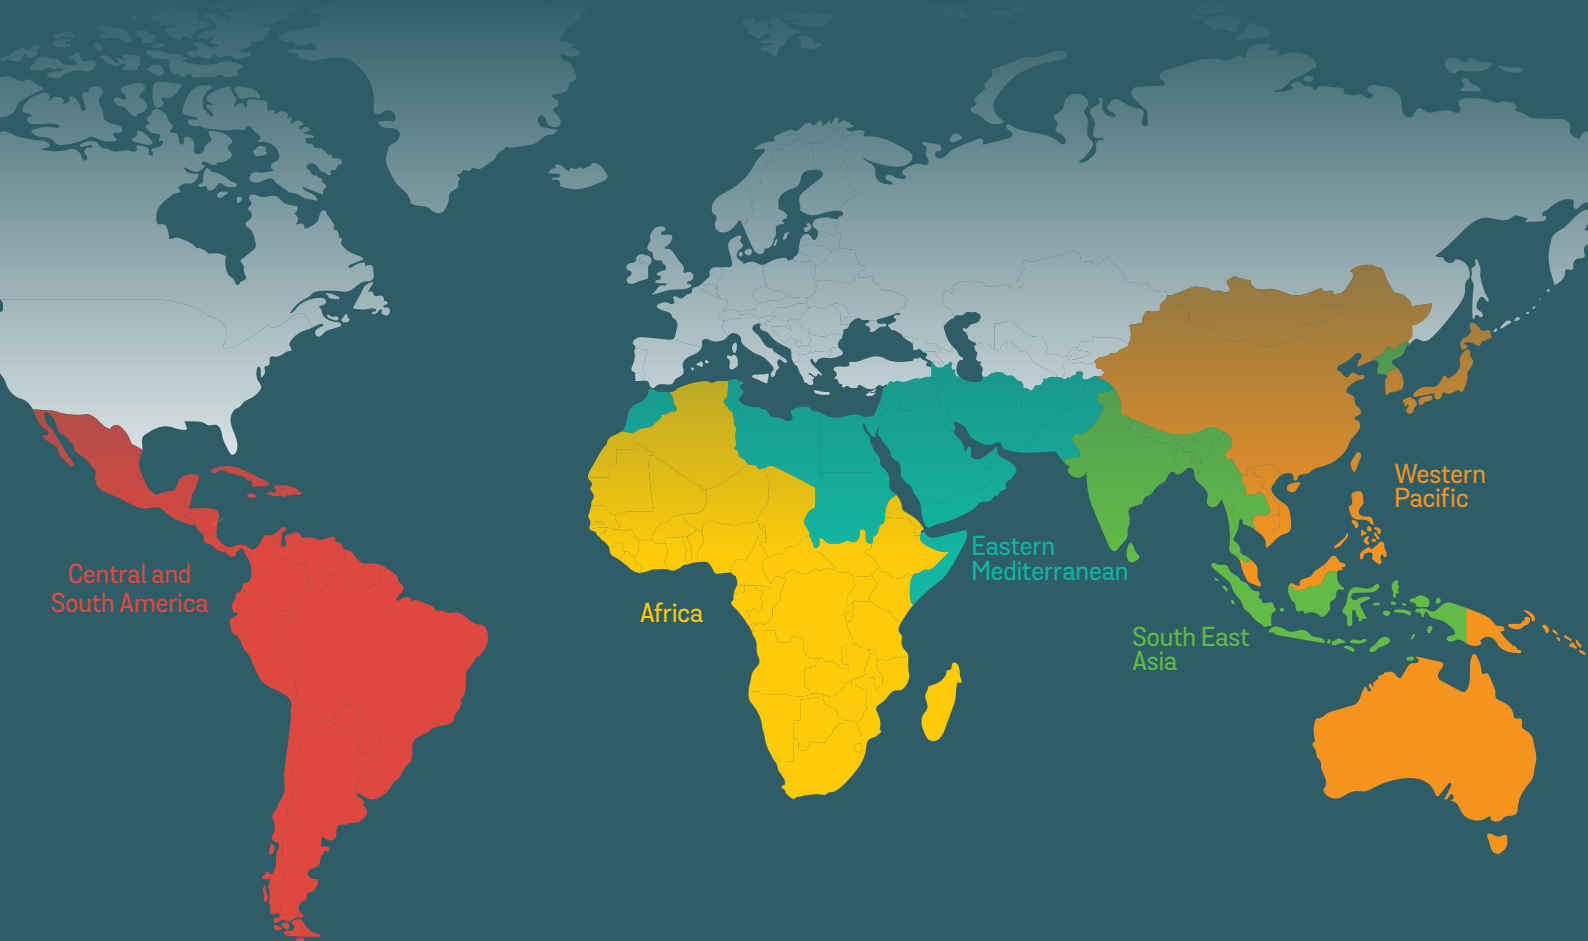 Western
Pacific
Eastern
Mediterranean
Central and
South America
Africa
South East
Asia